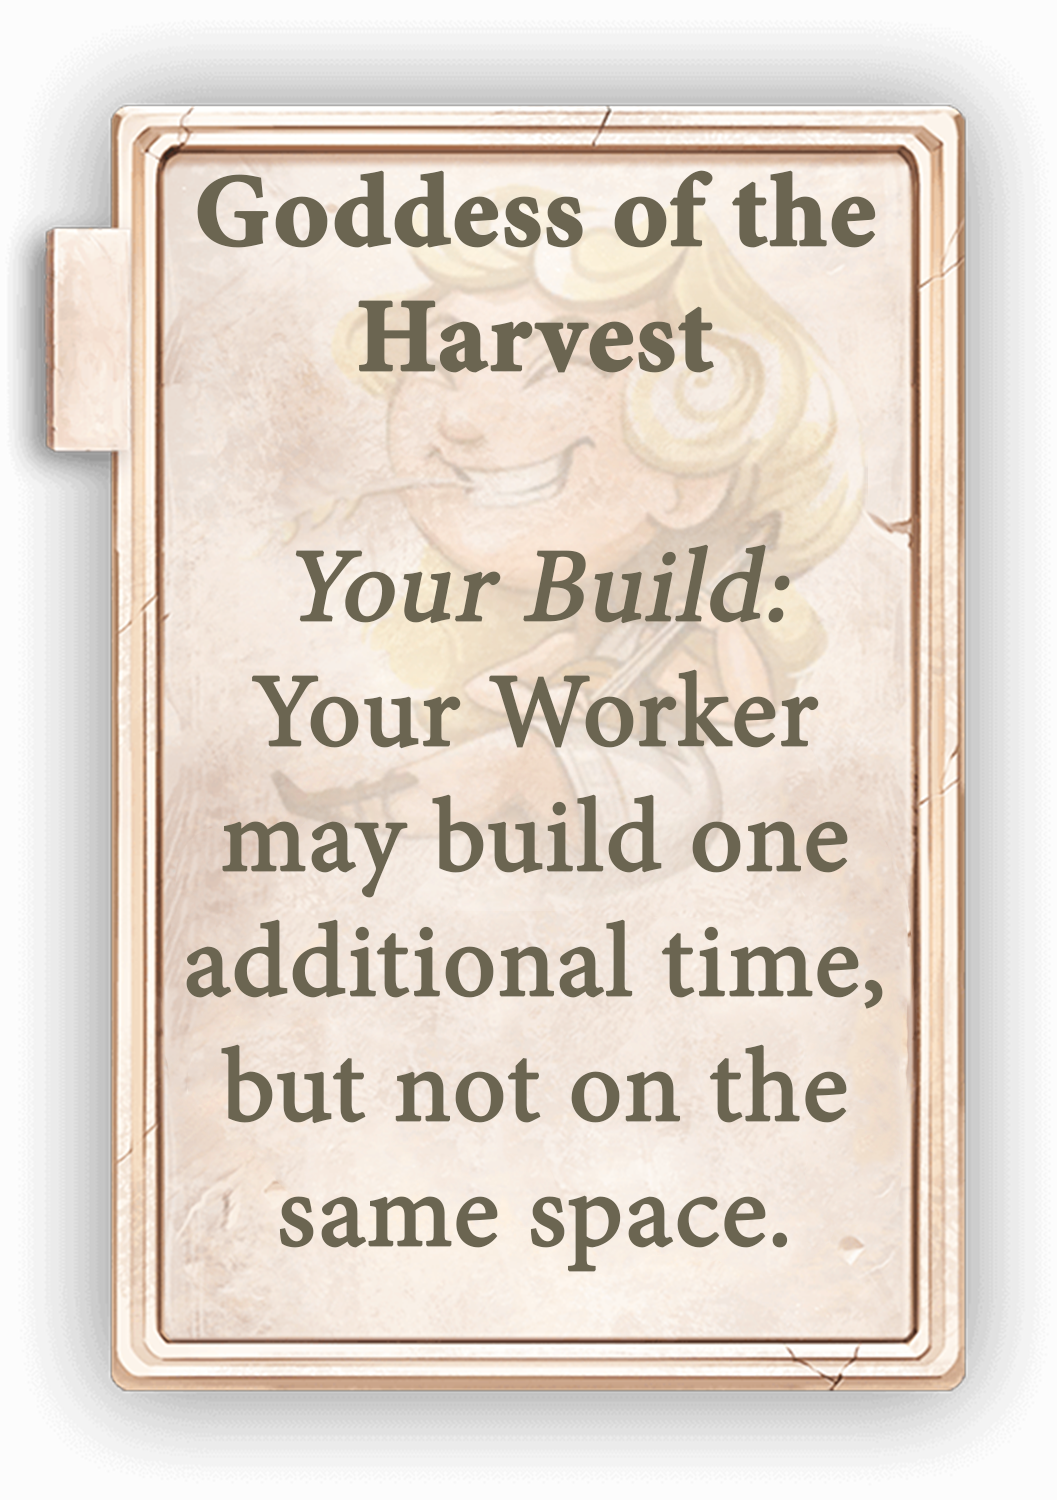 Goddess of the
Harvest
Your Build:
Your Worker
may build one
additional time,
but not on the
same space.